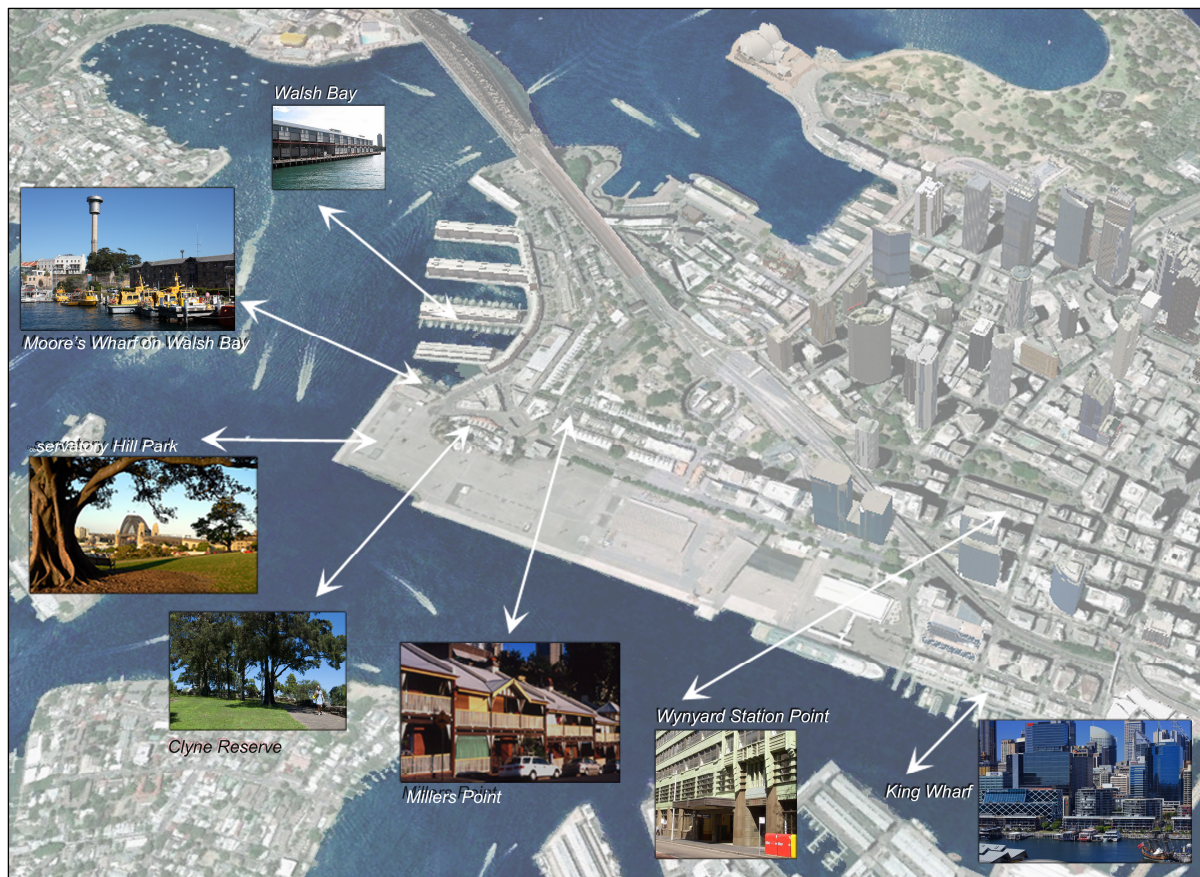 Walsh Bay
Moore's Wharf on Walsh Bay
servatory Hill Park
Clyne Reserve
Millers Point
Wynyard Station Point
King Wharf